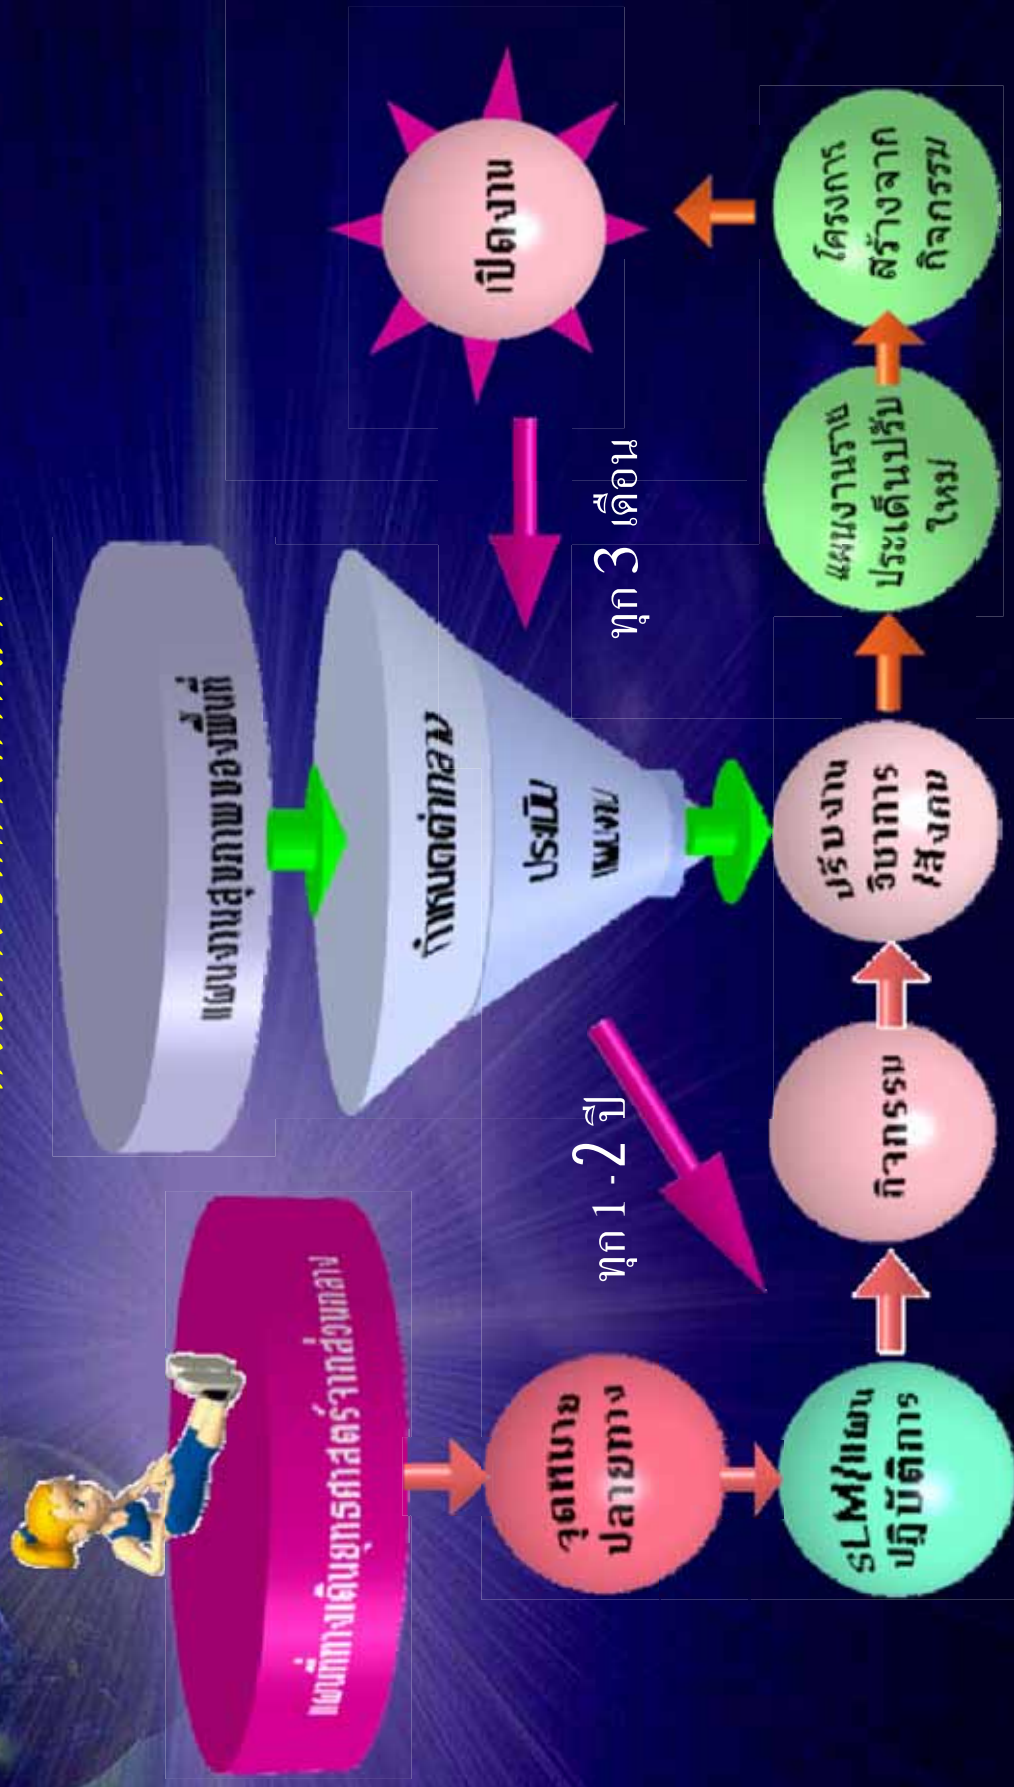 แผนที่ทางเดินยุทธศาสตร์จากส่วนกลาง
แผนงานสุขภาพของพื้นที่
กำหนดค่ากลาง
ประเมิน
จุดหมาย
ปลายทาง
ทุก 1 - 2 ปี
ทุก 3 เดือน
เปิดงาน
SLM/แผน
ปฏิบัติการ
กิจกรรม
ปรับงาน
วิชาการ
/สังคม
แผนงานราย
ประเด็นปรับ
ใหม่
โครงการ
สร้างจาก
กิจกรรม